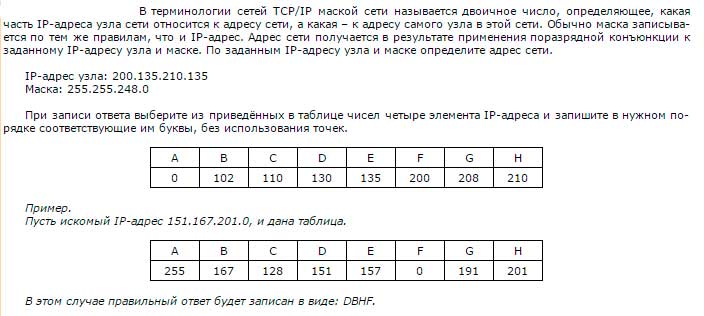 В терминологии сетей TCP/IP маской сети называется двоичное число, определяющее, какая
часть IP-адреса узла сети относится к адресу сети, а какая – к адресу самого узла в этой сети. Обычно маска записыва-
ется по тем же правилам, что и IP-адрес. Адрес сети получается в результате применения поразрядной конъюнкции к
заданному IP-адресу узла и маске. По заданным IP-адресу узла и маске определите адрес сети.
IP-адрес узла: 200.135.210.135
Маска: 255.255.248.0
При записи ответа выберите из приведённых в таблице чисел четыре элемента IP-адреса и запишите в нужном по-
рядке соответствующие им буквы, без использования точек.
A B C D E F G H
0 102 110 130 135 200 208 210
Пример.
Пусть искомый IP-адрес 151.167.201.0, и дана таблица.
A B C D E F G H
255 167 128 151 157 0 191 201
В этом случае правильный ответ будет записан в виде: DBHF.